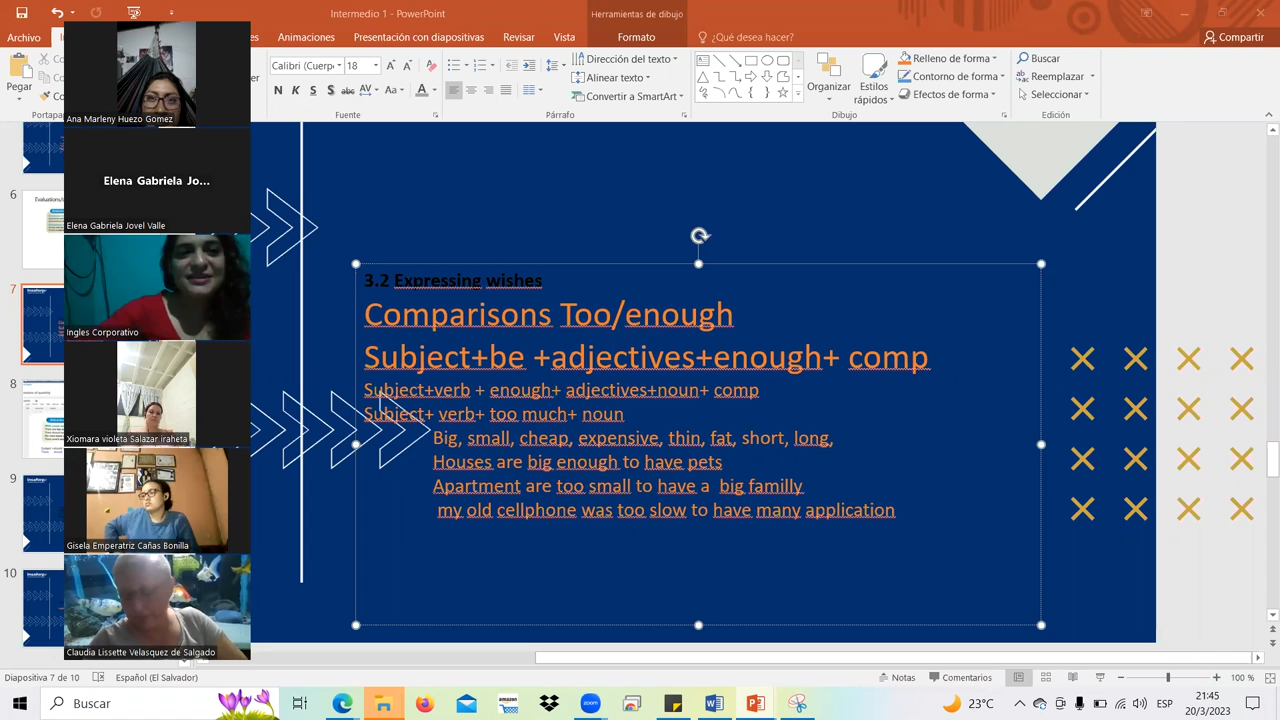 Intermedio 1 - PowerPoint
Herramientas de dibujo
Archivo
Animaciones
Presentación con diapositivas
Revisar
Vista
Formato
¿Qué desea hacer?
Compartir
Pegar
Calibri (Cuerp
18
Dirección del texto
Alinear texto
Convertir a SmartArt
Organizar
Estilos
rápidos
Relleno de forma
Contorno de forma
Efectos de forma
Buscar
Reemplazar
Seleccionar
Fuente
Párrafo
Dibujo
Edición
Ana Marleny Huezo Gomez
Elena Gabriela Jo...
Elena Gabriela Jovel Valle
Ingles Corporativo
Xiomara violeta Salazar iraheta
Gisela Emperatriz Cañas Bonilla
Claudia Lissette Velasquez de Salgado
3.2 Expressing wishes
Comparisons Too/enough
Subject+be +adjectives+enough+ comp
Subject+verb + enough+ adjectives+noun+ comp
Subject+ verb+ too much+ noun
Big, small, cheap, expensive, thin, fat, short, long,
Houses are big enough to have pets
Apartment are too small to have a  big familly
my old cellphone was too slow to have many application
Diapositiva 7 de 10
Español (El Salvador)
Notas
Comentarios
100 %
Buscar
amazon
zoom
23°C
21:45
20/3/2023